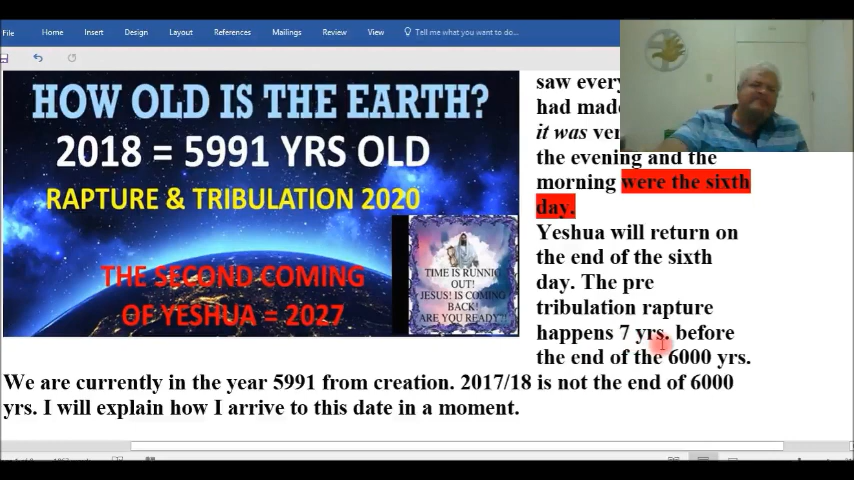 File Home Insert Design Layout References Mailings Review View Tell me what you want to do...
HOW OLD IS THE EARTH?
2018 = 5991 YRS OLD
RAPTURE & TRIBULATION 2020
THE SECOND COMING
OF YESHUA = 2027
TIME IS RUNNIG
OUT!
JESUS! IS COMING
BACK!
ARE YOU READY?!
saw
had made
it was
the evening and the
morning were the sixth
day.
Yeshua will return on
the end of the sixth
day. The pre
tribulation rapture
happens 7 yrs. before
the end of the 6000 yrs.
We are currently in the year 5991 from creation. 2017/18 is not the end of 6000
yrs. I will explain how I arrive to this date in a moment.